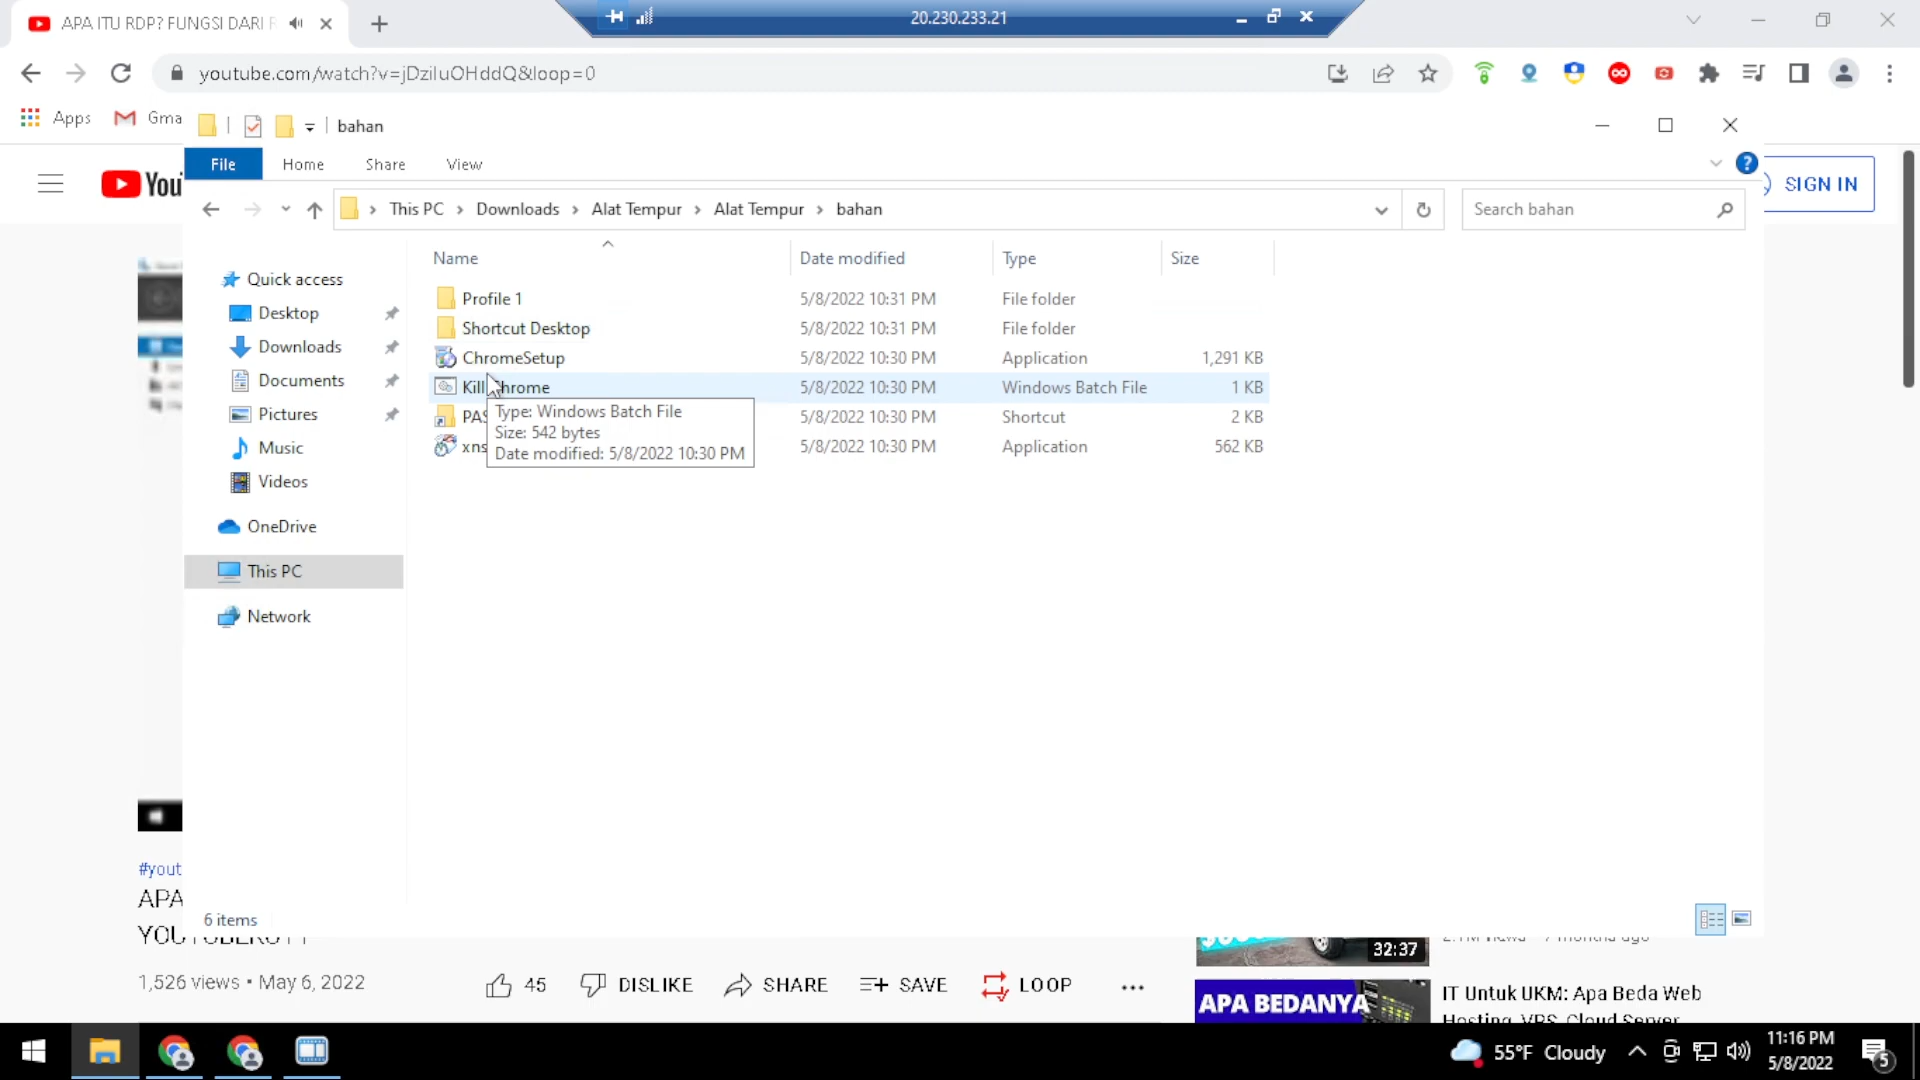 APA ITU RDP? FUNGSI DARI R
20.230.233.21
youtube.com/watch?v=jDziIuOHddQ&loop=0
Apps
Gma
bahan
File
Home
Share
View
You
This PC
Downloads
Alat Tempur
Alat Tempur
bahan
Search bahan
SIGN IN
Name
Date modified
Type
Size
Quick access
Desktop
Downloads
Documents
Pictures
Music
Videos
OneDrive
This PC
Network
Profile 1 5/8/2022 10:31 PM File folder
Shortcut Desktop 5/8/2022 10:31 PM File folder
ChromeSetup 5/8/2022 10:30 PM Application 1,291 KB
Kill Chrome 5/8/2022 10:30 PM Windows Batch File 1 KB
PAS 5/8/2022 10:30 PM Shortcut 2 KB
xns 5/8/2022 10:30 PM Application 562 KB
Type: Windows Batch File
Size: 542 bytes
Date modified: 5/8/2022 10:30 PM
6 items
#yout
APA
1,526 views • May 6, 2022
45
DISLIKE
SHARE
SAVE
LOOP
32:37
APA BEDANYA
IT Untuk UKM: Apa Beda Web
Hosting, VPS, Cloud Server
55°F Cloudy
11:16 PM
5/8/2022
5